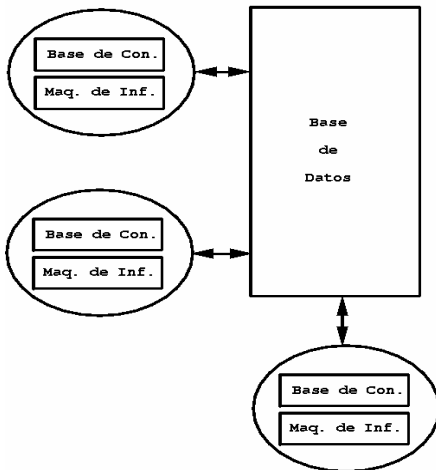 Base de Con.
Maq. de Inf.
Base
de
Datos
Base de Con.
Maq. de Inf.
Base de Con.
Maq. de Inf.